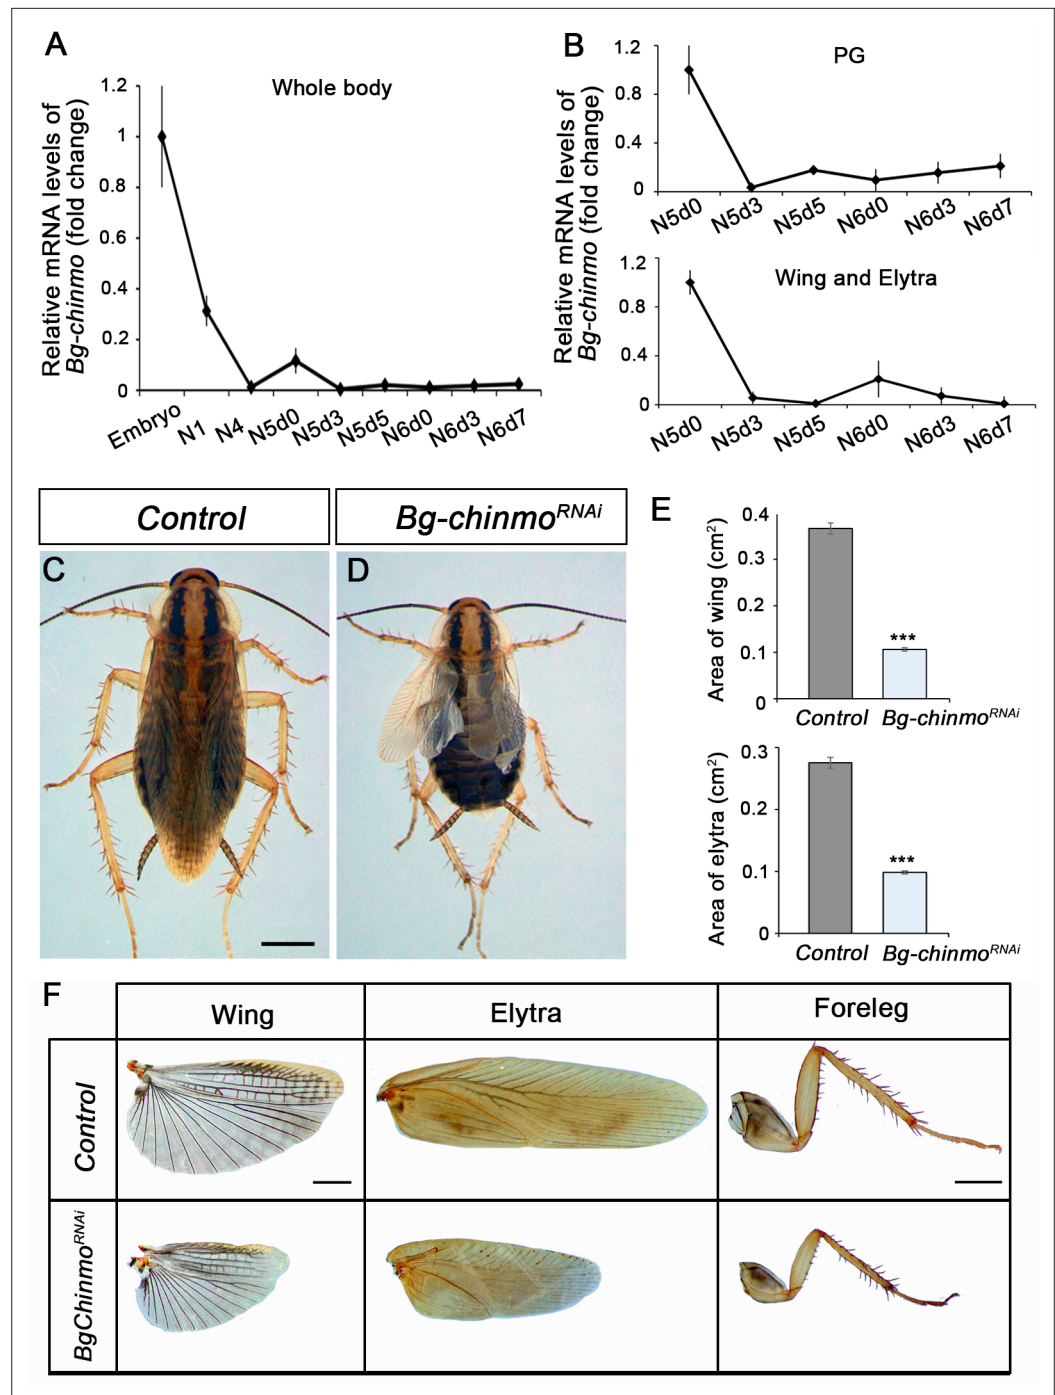 A
Whole body
Relative mRNA levels of
Bg-chinmo (fold change)
1.2
1
0.8
0.6
0.4
0.2
0
Embryo N1 N4 N5d0 N5d3 N5d5 N6d0 N6d3 N6d7
B
PG
Relative mRNA levels of
Bg-chinmo (fold change)
1.2
0.8
0.4
0
N5d0 N5d3 N5d5 N6d0 N6d3 N6d7
Wing and Elytra
1.2
0.8
0.4
0
N5d0 N5d3 N5d5 N6d0 N6d3 N6d7
Control
Bg-chinmoRNAi
C
D
E
Area of wing (cm2)
0.4
0.3
0.2
0.1
0
***
Control Bg-chinmoRNAi
Area of elytra (cm2)
0.3
0.2
0.1
0
***
Control Bg-chinmoRNAi
F
Wing Elytra Foreleg
Control
BgChinmoRNAi